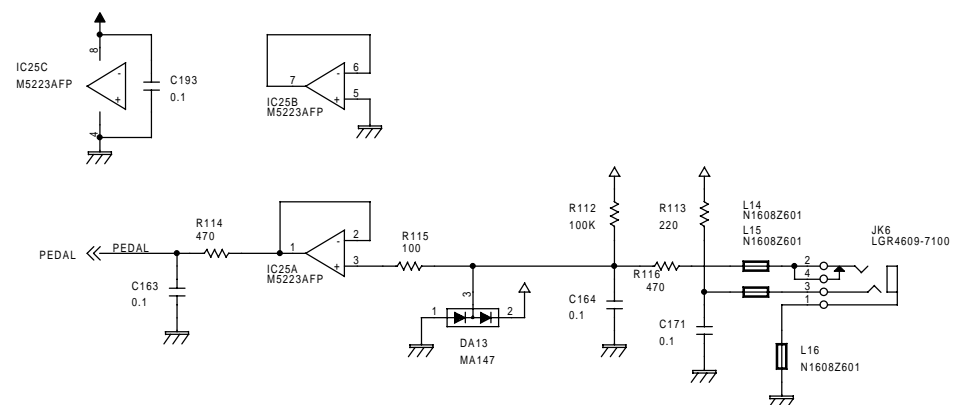 8
IC25C
M5223AFP
-
+
4
C193
0.1
7
6
5
-
+
IC25B
M5223AFP
PEDAL
PEDAL
R114
470
C163
0.1
1
2
3
-
+
IC25A
M5223AFP
R115
100
1
3
2
DA13
MA147
R112
100K
C164
0.1
R113
220
R116
470
C171
0.1
L14
N1608Z601
L15
N1608Z601
JK6
LGR4609-7100
2
4
3
1
L16
N1608Z601